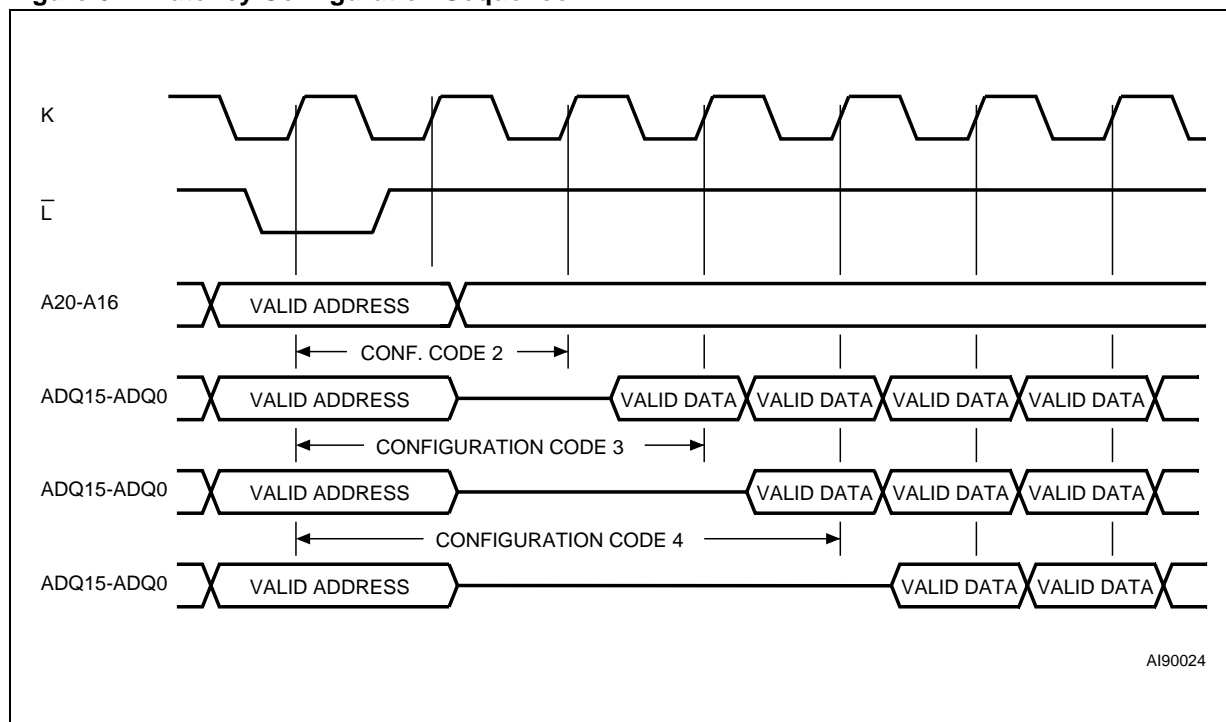 K
L
A20-A16
VALID ADDRESS
CONF. CODE 2
ADQ15-ADQ0
VALID ADDRESS
VALID DATA
VALID DATA
VALID DATA
VALID DATA
CONFIGURATION CODE 3
ADQ15-ADQ0
VALID ADDRESS
VALID DATA
VALID DATA
VALID DATA
CONFIGURATION CODE 4
ADQ15-ADQ0
VALID ADDRESS
VALID DATA
VALID DATA
AI90024